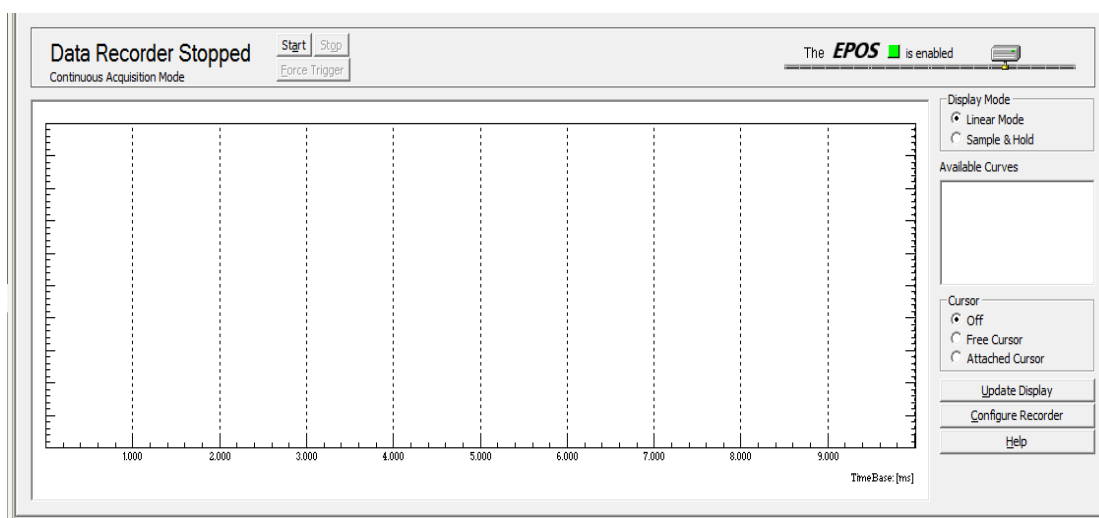 Data Recorder Stopped
Continuous Acquisition Mode
Start
Stop
Force Trigger
The EPOS is enabled
Display Mode
Linear Mode
Sample & Hold
Available Curves
Cursor
Off
Free Cursor
Attached Cursor
Update Display
Configure Recorder
Help
1.000 2.000 3.000 4.000 5.000 6.000 7.000 8.000 9.000
TimeBase: [ms]